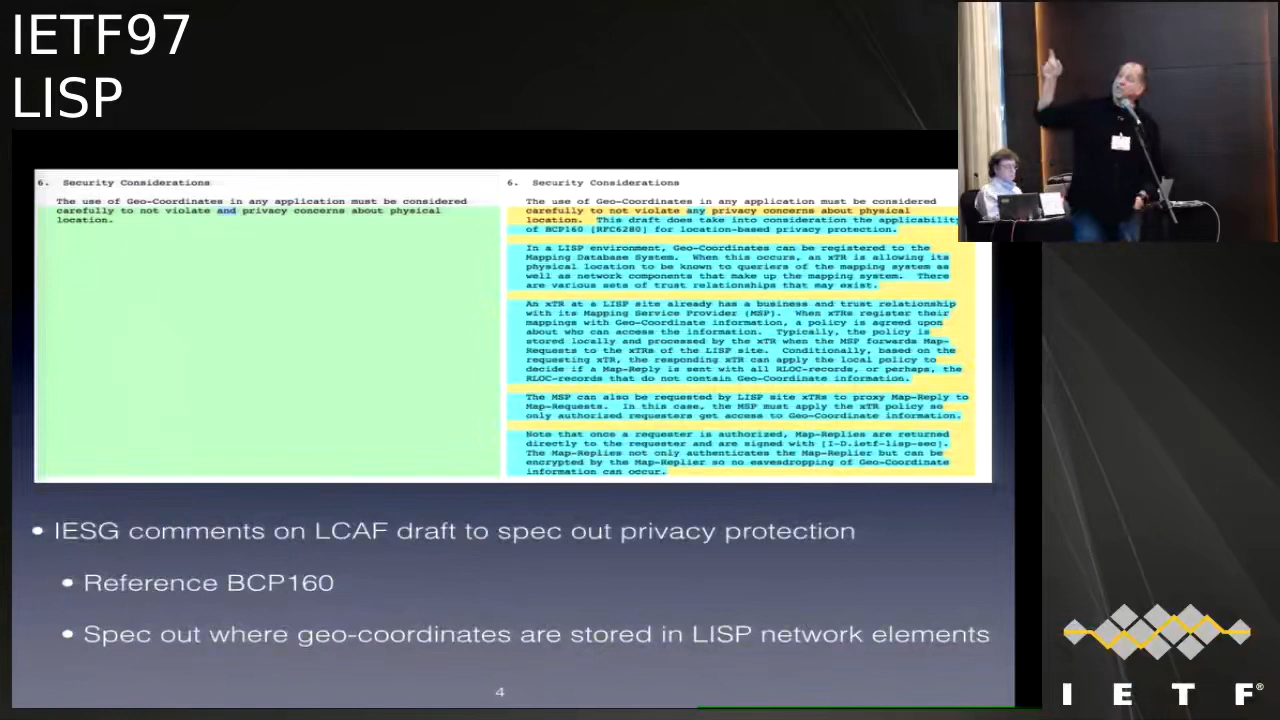 IETF97
LISP
6. Security Considerations
The use of Geo-Coordinates in any application must be considered
carefully to not violate and privacy concerns about physical
location.
6. Security Considerations
The use of Geo-Coordinates in any application must be considered
carefully to not violate any privacy concerns about physical
location. This draft does take into consideration the applicability
of BCP160 [RFC6280] for location-based privacy protection.
In a LISP environment, Geo-Coordinates can be registered to the
Mapping Database System. When this occurs, an xTR is allowing its
physical location to be known to queriers of the mapping system as
well as network components that make up the mapping system. There
are various sets of trust relationships that may exist.
An xTR at a LISP site already has a business and trust relationship
with its Mapping Service Provider (MSP). When xTRs register their
mappings with Geo-Coordinate information, a policy is agreed upon
about who can access the information. Typically, the policy is
stored locally and processed by the xTR when the MSP forwards Map-
Requests to the xTRs of the LISP site. Conditionally, based on the
requesting xTR, the responding xTR can apply the local policy to
decide if a Map-Reply is sent with all RLOC-records, or perhaps, the
RLOC-records that do not contain Geo-Coordinate information.
The MSP can also be requested by LISP site xTRs to proxy Map-Reply to
Map-Requests. In this case, the MSP must apply the xTR policy so
only authorized requesters get access to Geo-Coordinate information.
Note that once a requester is authorized, Map-Replies are returned
directly to the requester and are signed with [I-D.ietf-lisp-sec].
The Map-Replies not only authenticates the Map-Replier but can be
encrypted by the Map-Replier so no eavesdropping of Geo-Coordinate
information can occur.
• IESG comments on LCAF draft to spec out privacy protection
• Reference BCP160
• Spec out where geo-coordinates are stored in LISP network elements
4
I E T F®